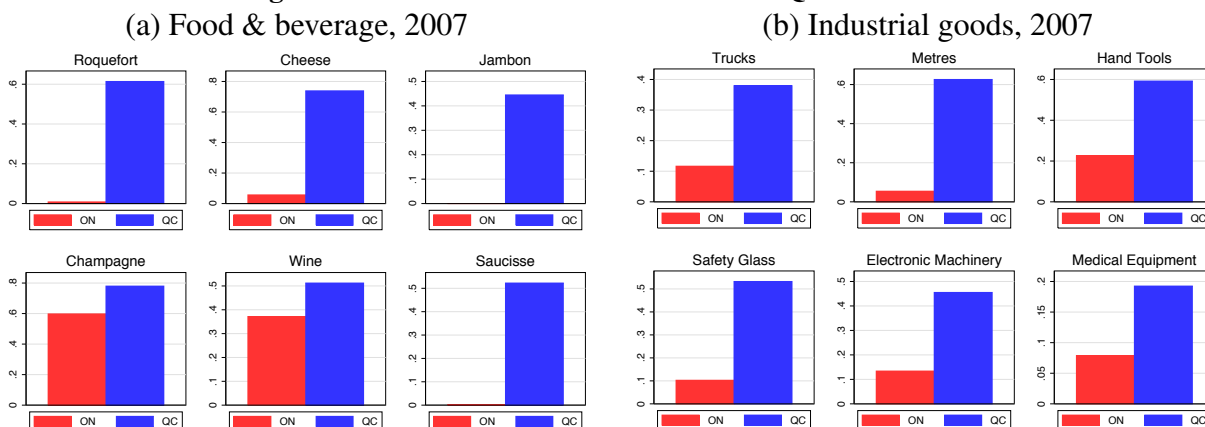 (a) Food & beverage, 2007
Roquefort
0 .2 .4 .6
ON QC
Cheese
0 .2 .4 .6 .8
ON QC
Jambon
0 .1 .2 .3 .4 .5
ON QC
Champagne
0 .2 .4 .6 .8
ON QC
Wine
0 .1 .2 .3 .4 .5
ON QC
Saucisse
0 .1 .2 .3 .4 .5
ON QC
(b) Industrial goods, 2007
Trucks
0 .1 .2 .3 .4
ON QC
Metres
0 .2 .4 .6
ON QC
Hand Tools
0 .2 .4 .6
ON QC
Safety Glass
0 .1 .2 .3 .4 .5
ON QC
Electronic Machinery
0 .1 .2 .3 .4 .5
ON QC
Medical Equipment
0 .05 .1 .15 .2
ON QC